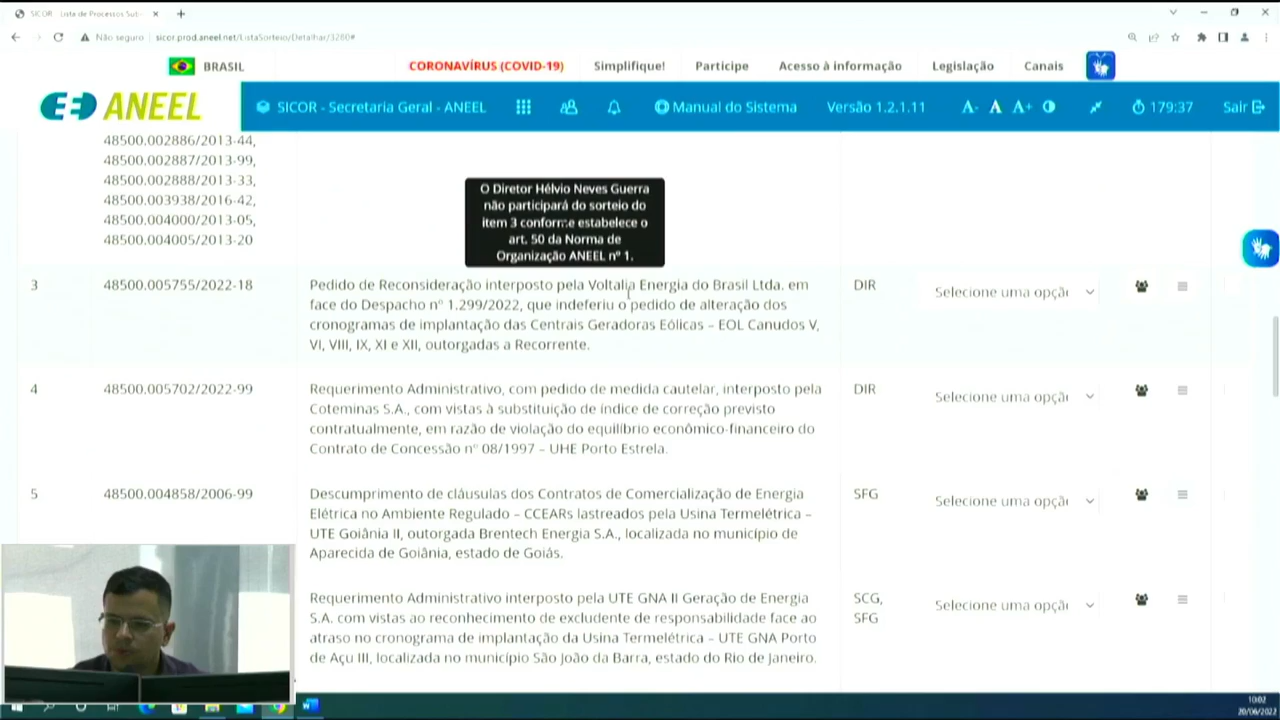 SICOR - Lista de Processos Sut
Não seguro
sicor.prod.aneel.net/ListaSorteio/Detalhar/3260#
BRASIL
CORONAVÍRUS (COVID-19)
Simplifique!
Participe
Acesso à informação
Legislação
Canais
ANEEL
SICOR - Secretaria Geral - ANEEL
Manual do Sistema
Versão 1.2.1.11
A-
A
A+
179:37
Sair
48500.002886/2013-44,
48500.002887/2013-99,
48500.002888/2013-33,
48500.003938/2016-42,
48500.004000/2013-05,
48500.004005/2013-20
O Diretor Hélvio Neves Guerra
não participará do sorteio do
item 3 conforme estabelece o
art. 50 da Norma de
Organização ANEEL nº 1.
3
48500.005755/2022-18
Pedido de Reconsideração interposto pela Voltalia Energia do Brasil Ltda. em
face do Despacho nº 1.299/2022, que indeferiu o pedido de alteração dos
cronogramas de implantação das Centrais Geradoras Eólicas – EOL Canudos V,
VI, VIII, IX, XI e XII, outorgadas a Recorrente.
DIR
Selecione uma opçã
4
48500.005702/2022-99
Requerimento Administrativo, com pedido de medida cautelar, interposto pela
Coteminas S.A., com vistas à substituição de índice de correção previsto
contratualmente, em razão de violação do equilíbrio econômico-financeiro do
Contrato de Concessão nº 08/1997 – UHE Porto Estrela.
DIR
Selecione uma opçã
5
48500.004858/2006-99
Descumprimento de cláusulas dos Contratos de Comercialização de Energia
Elétrica no Ambiente Regulado – CCEARs lastreados pela Usina Termelétrica –
UTE Goiânia II, outorgada Brentech Energia S.A., localizada no município de
Aparecida de Goiânia, estado de Goiás.
SFG
Selecione uma opçã
Requerimento Administrativo interposto pela UTE GNA II Geração de Energia
S.A. com vistas ao reconhecimento de excludente de responsabilidade face ao
atraso no cronograma de implantação da Usina Termelétrica – UTE GNA Porto
de Açu III, localizada no município São João da Barra, estado do Rio de Janeiro.
SCG,
SFG
Selecione uma opçã
10:02
20/06/2022